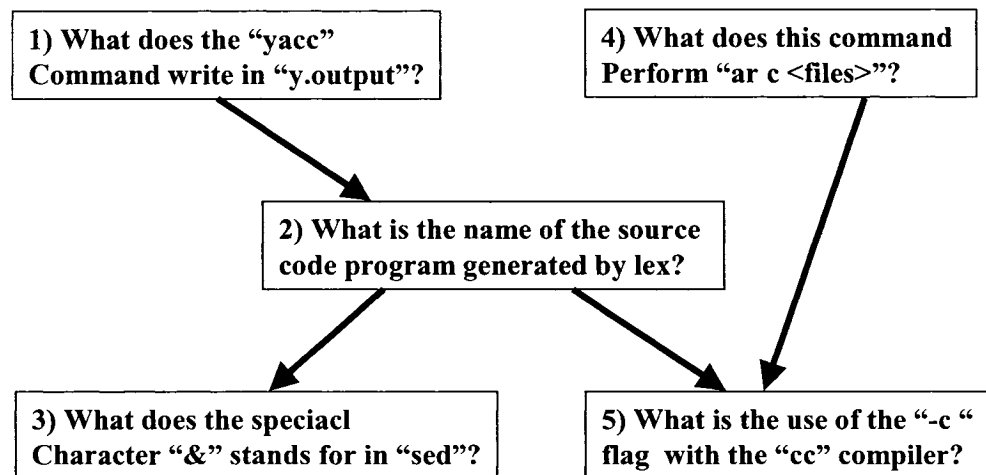 1) What does the “yacc”
Command write in “y.output”?
4) What does this command
Perform “ar c <files>”?
2) What is the name of the source
code program generated by lex?
3) What does the speciacl
Character “&” stands for in “sed”?
5) What is the use of the “-c “
flag with the “cc” compiler?